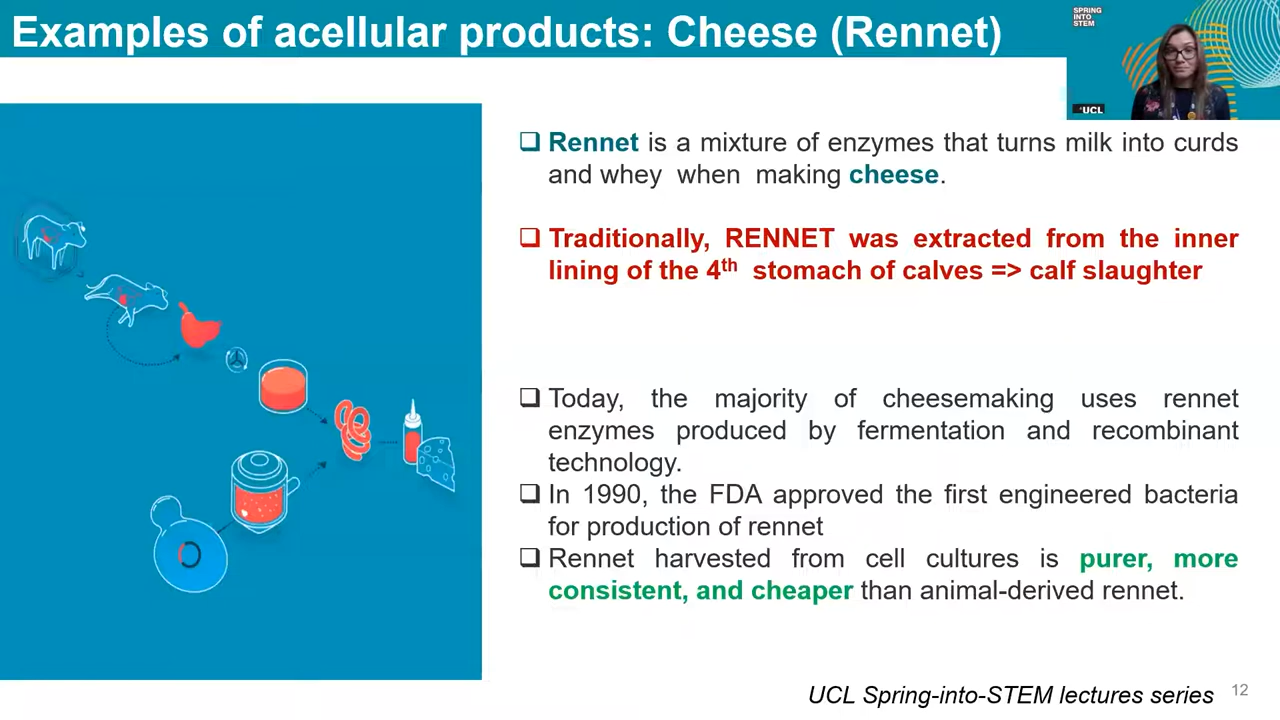 Examples of acellular products: Cheese (Rennet)
SPRING
INTO
STEM
UCL
Rennet is a mixture of enzymes that turns milk into curds
and whey when making cheese.
Traditionally, RENNET was extracted from the inner
lining of the 4th stomach of calves => calf slaughter
Today, the majority of cheesemaking uses rennet
enzymes produced by fermentation and recombinant
technology.
In 1990, the FDA approved the first engineered bacteria
for production of rennet
Rennet harvested from cell cultures is purer, more
consistent, and cheaper than animal-derived rennet.
UCL Spring-into-STEM lectures series
12